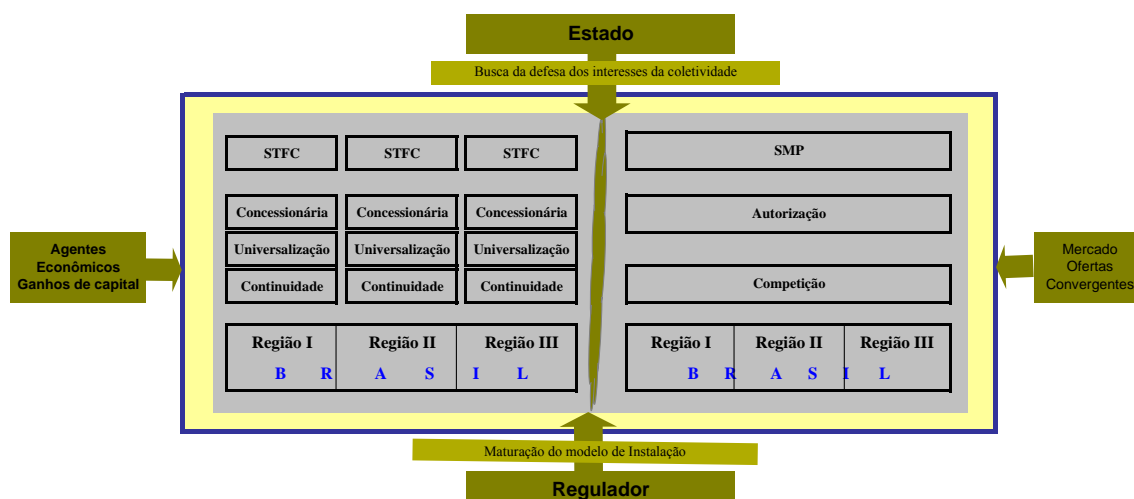 Estado
Busca da defesa dos interesses da coletividade
STFC STFC STFC SMP
Concessionária Concessionária Concessionária Autorização
Universalização Universalização Universalização
Continuidade Continuidade Continuidade Competição
Região I Região II Região III Região I Região II Região III
B R A S I L B R A S I L
Agentes
Econômicos
Ganhos de capital
Mercado
Ofertas
Convergentes
Maturação do modelo de Instalação
Regulador